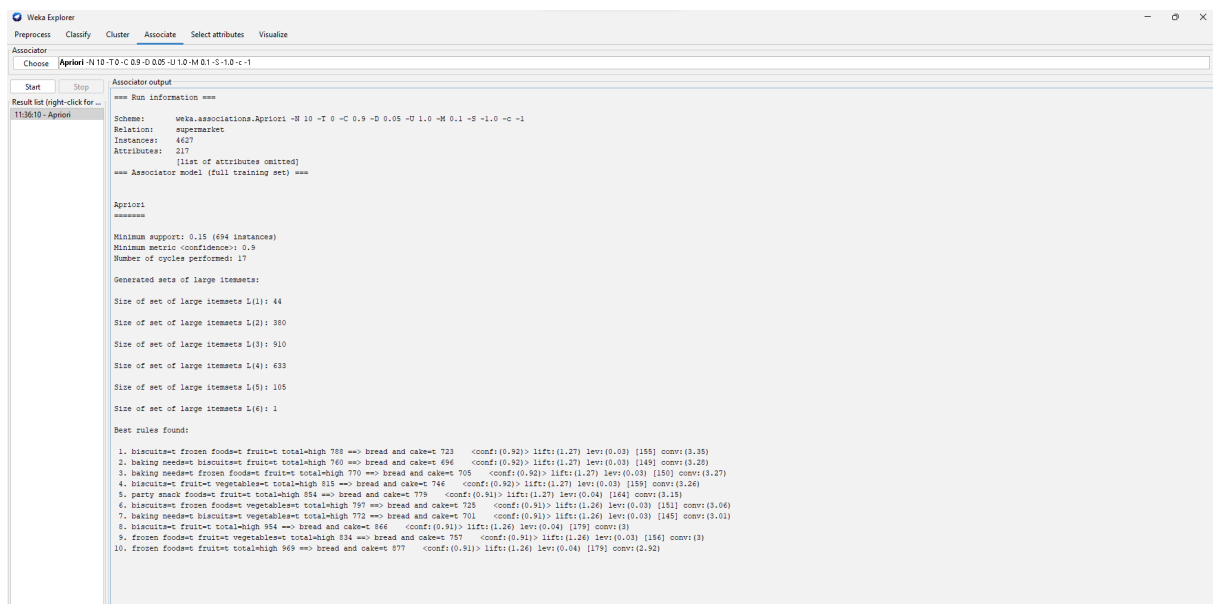 Weka Explorer
Preprocess Classify Cluster Associate Select attributes Visualize
Associator
Choose Apriori -N 10 -T 0 -C 0.9 -D 0.05 -U 1.0 -M 0.1 -S -1.0 -c -1
Start Stop
Result list (right-click for ...
11:36:10 - Apriori
Associator output
=== Run information ===
Scheme: weka.associations.Apriori -N 10 -T 0 -C 0.9 -D 0.05 -U 1.0 -M 0.1 -S -1.0 -c -1
Relation: supermarket
Instances: 4627
Attributes: 217
[list of attributes omitted]
=== Associator model (full training set) ===
Apriori
=======
Minimum support: 0.15 (694 instances)
Minimum metric <confidence>: 0.9
Number of cycles performed: 17
Generated sets of large itemsets:
Size of set of large itemsets L(1): 44
Size of set of large itemsets L(2): 380
Size of set of large itemsets L(3): 910
Size of set of large itemsets L(4): 633
Size of set of large itemsets L(5): 105
Size of set of large itemsets L(6): 1
Best rules found:
1. biscuits=t frozen foods=t fruit=t total=high 788 ==> bread and cake=t 723 <conf:(0.92)> lift:(1.27) lev:(0.03) [155] conv:(3.35)
2. baking needs=t biscuits=t fruit=t total=high 760 ==> bread and cake=t 696 <conf:(0.92)> lift:(1.27) lev:(0.03) [149] conv:(3.28)
3. baking needs=t frozen foods=t fruit=t total=high 770 ==> bread and cake=t 705 <conf:(0.92)> lift:(1.27) lev:(0.03) [150] conv:(3.27)
4. biscuits=t fruit=t vegetables=t total=high 815 ==> bread and cake=t 746 <conf:(0.92)> lift:(1.27) lev:(0.03) [159] conv:(3.26)
5. party snack foods=t fruit=t total=high 854 ==> bread and cake=t 779 <conf:(0.91)> lift:(1.27) lev:(0.04) [164] conv:(3.15)
6. biscuits=t frozen foods=t vegetables=t total=high 797 ==> bread and cake=t 725 <conf:(0.91)> lift:(1.26) lev:(0.03) [151] conv:(3.06)
7. baking needs=t biscuits=t vegetables=t total=high 772 ==> bread and cake=t 701 <conf:(0.91)> lift:(1.26) lev:(0.03) [145] conv:(3.01)
8. biscuits=t fruit=t total=high 954 ==> bread and cake=t 866 <conf:(0.91)> lift:(1.26) lev:(0.04) [179] conv:(3)
9. frozen foods=t fruit=t vegetables=t total=high 834 ==> bread and cake=t 757 <conf:(0.91)> lift:(1.26) lev:(0.03) [156] conv:(3)
10. frozen foods=t fruit=t total=high 969 ==> bread and cake=t 877 <conf:(0.91)> lift:(1.26) lev:(0.04) [179] conv:(2.92)